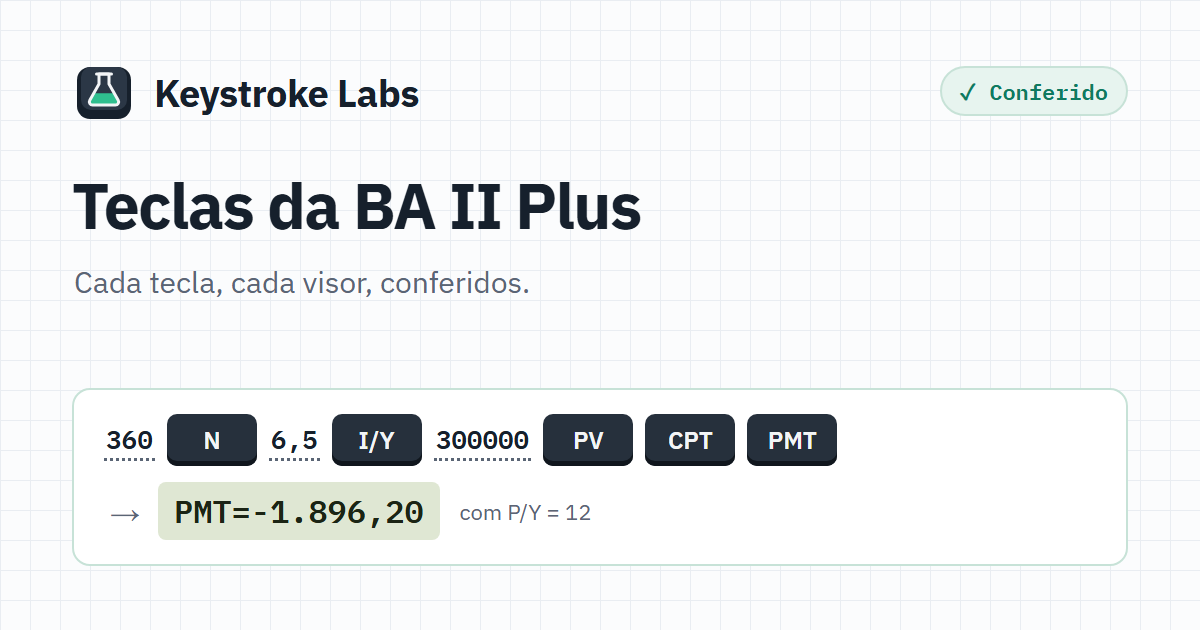 Keystroke Labs
✓ Conferido
Teclas da BA II Plus
Cada tecla, cada visor, conferidos.
360 N 6,5 I/Y 300000 PV CPT PMT
→ PMT=-1.896,20 com P/Y = 12